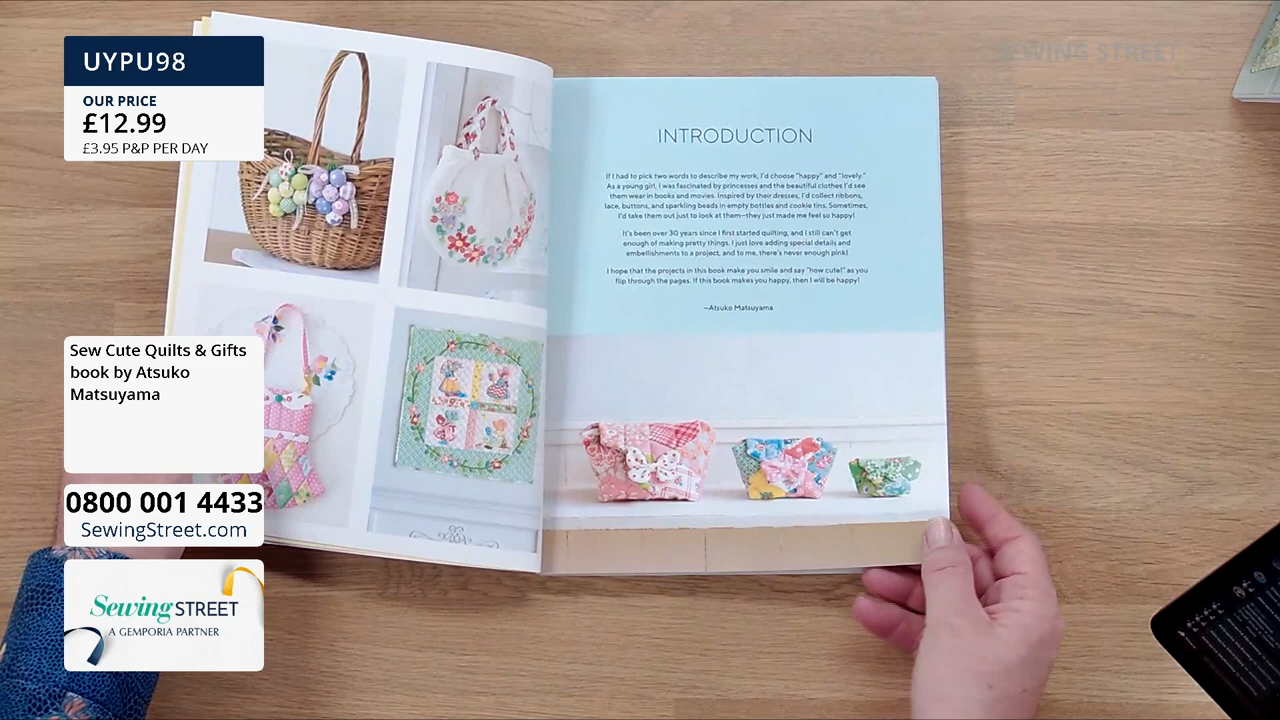 UYPU98
OUR PRICE
£12.99
£3.95 P&P PER DAY
Sew Cute Quilts & Gifts
book by Atsuko
Matsuyama
0800 001 4433
SewingStreet.com
Sewing STREET
A GEMPORIA PARTNER
SEWING STREET
INTRODUCTION
If I had to pick two words to describe my work, I'd choose "happy" and "lovely."
As a young girl, I was fascinated by princesses and the beautiful clothes I'd see
them wear in books and movies. Inspired by their dresses, I'd collect ribbons,
lace, buttons, and sparkling beads in empty bottles and cookie tins. Sometimes,
I'd take them out just to look at them—they just made me feel so happy!
It's been over 30 years since I first started quilting, and I still can't get
enough of making pretty things. I just love adding special details and
embellishments to a project, and to me, there's never enough pink!
I hope that the projects in this book make you smile and say "how cute!" as you
flip through the pages. If this book makes you happy, then I will be happy!
—Atsuko Matsuyama